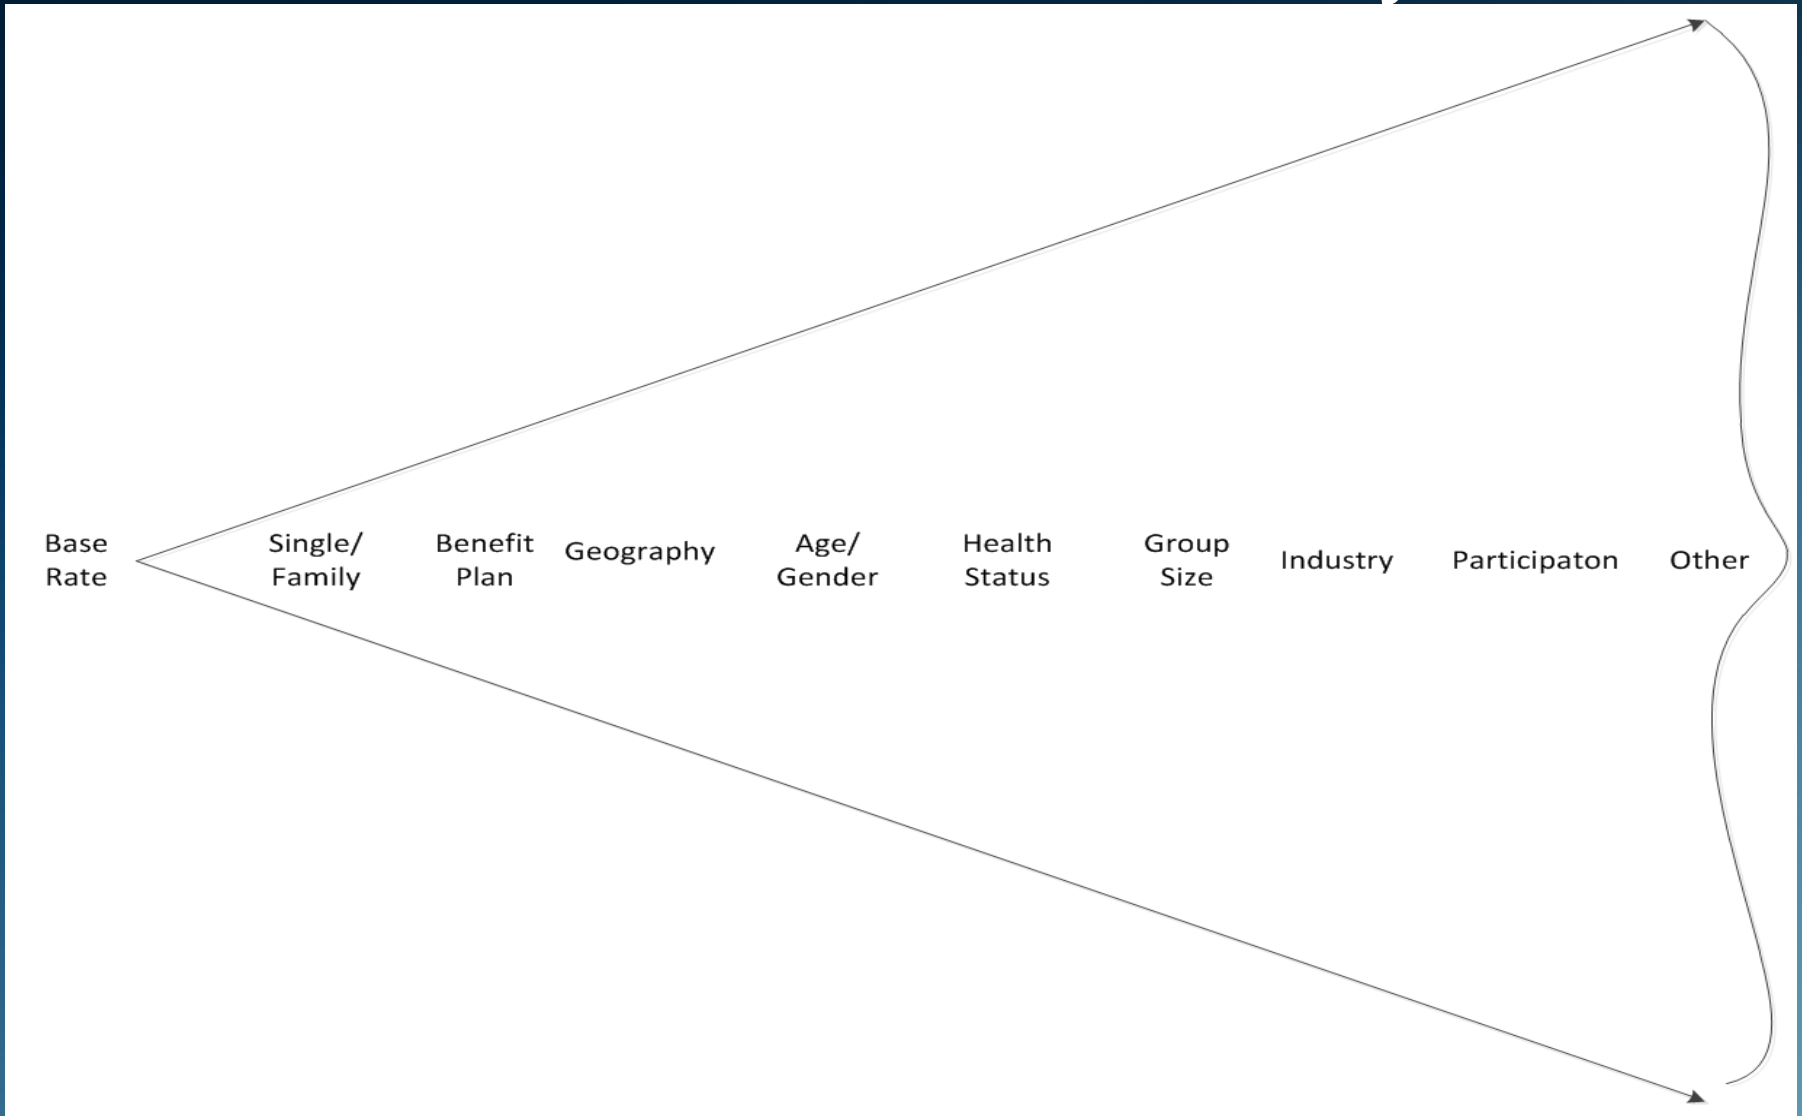 Base
Rate
Single/
Family
Benefit
Plan
Geography
Age/
Gender
Health
Status
Group
Size
Industry
Participaton
Other